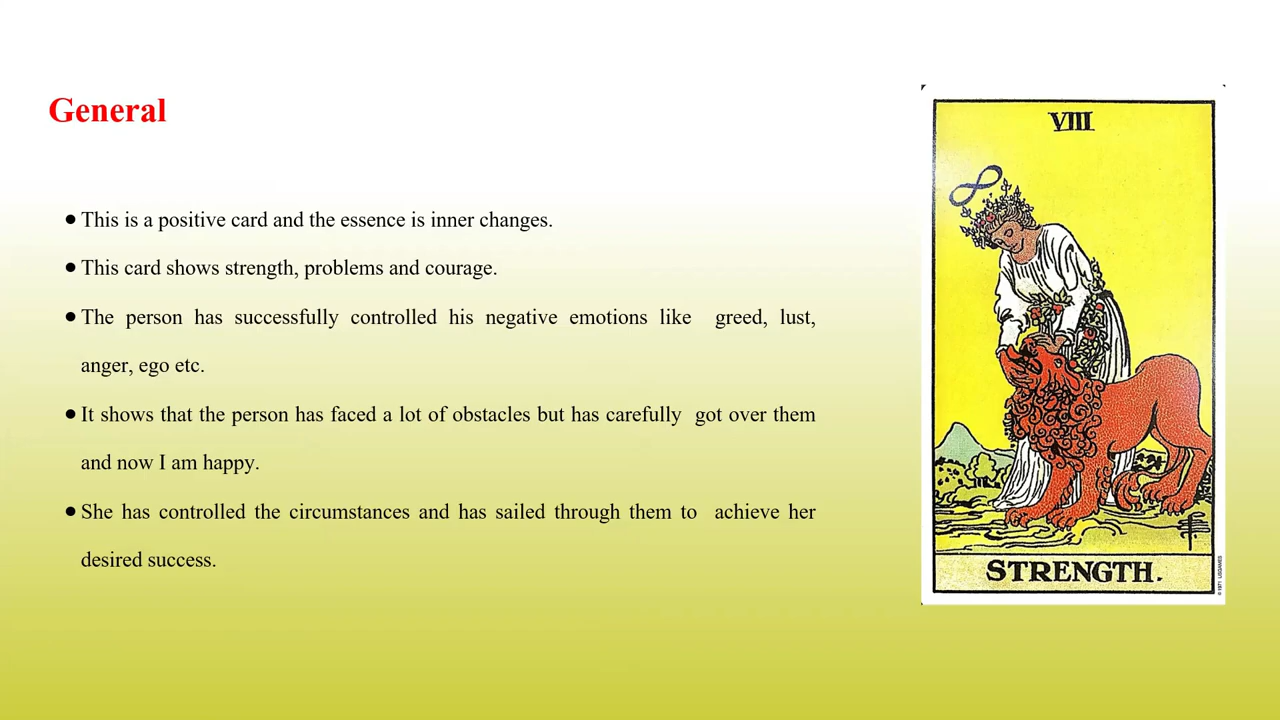 General
● This is a positive card and the essence is inner changes.
● This card shows strength, problems and courage.
● The person has successfully controlled his negative emotions like greed, lust,
anger, ego etc.
● It shows that the person has faced a lot of obstacles but has carefully got over them
and now I am happy.
● She has controlled the circumstances and has sailed through them to achieve her
desired success.
VIII
STRENGTH.
© 1971 USGAMES